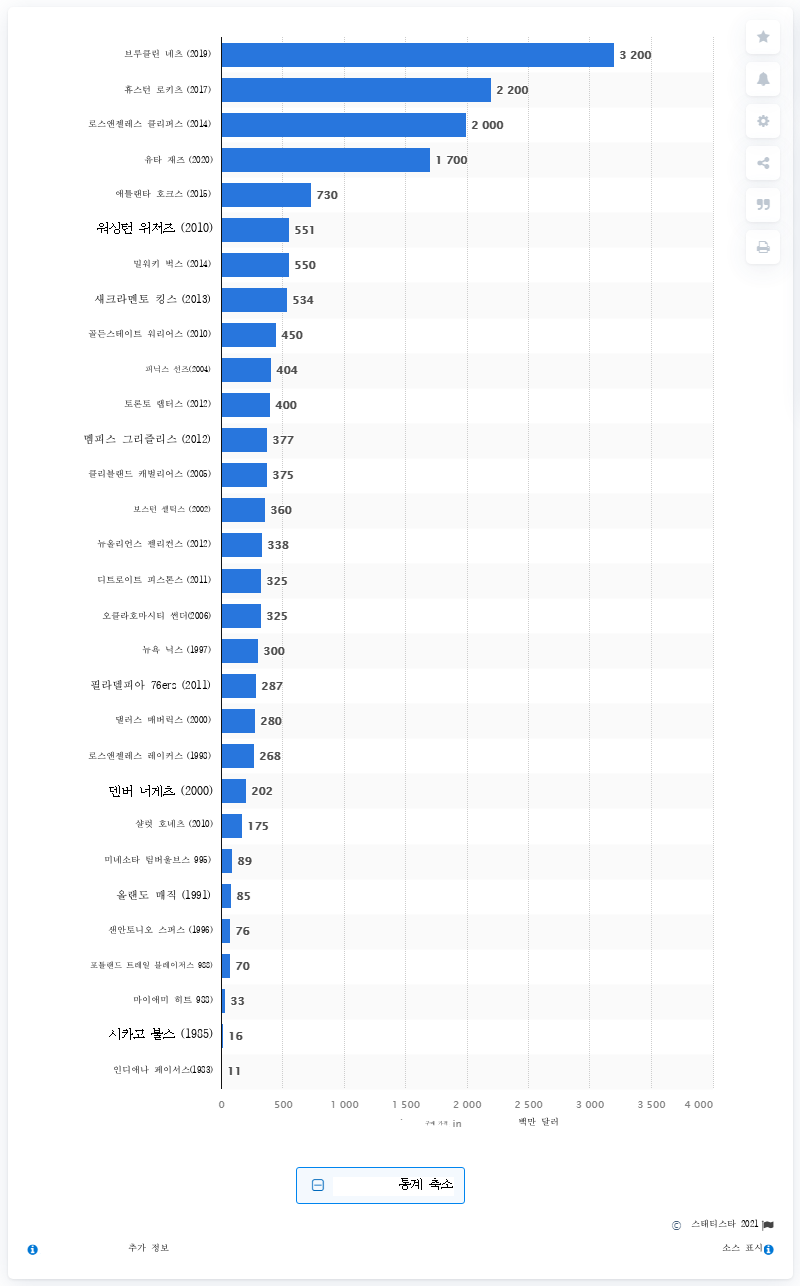 브루클린 네츠 (2019) 3 200
휴스턴 로키츠 (2017) 2 200
로스앤젤레스 클리퍼스 (2014) 2 000
유타 재즈 (2020) 1 700
애틀랜타 호크스 (2015) 730
워싱턴 위저즈 (2010) 551
밀워키 벅스 (2014) 550
새크라멘토 킹스 (2013) 534
골든스테이트 워리어스 (2010) 450
피닉스 선즈(2004) 404
토론토 랩터스 (2012) 400
멤피스 그리즐리스 (2012) 377
클리블랜드 캐벌리어스 (2005) 375
보스턴 셀틱스 (2002) 360
뉴올리언스 펠리컨스 (2012) 338
디트로이트 피스톤스 (2011) 325
오클라호마시티 썬더(2006) 325
뉴욕 닉스 (1997) 300
필라델피아 76ers (2011) 287
댈러스 매버릭스 (2000) 280
로스앤젤레스 레이커스 (1998) 268
덴버 너게츠 (2000) 202
샬럿 호네츠 (2010) 175
미네소타 팀버울브스 995) 89
올랜도 매직 (1991) 85
샌안토니오 스퍼스 (1996) 76
포틀랜드 트레일 블레이저스 988) 70
마이애미 히트 988) 33
시카고 불스 (1985) 16
인디애나 페이서스(1983) 11
0 500 1 000 1 500 2 000 2 500 3 000 3 500 4 000
구매 가격 in 백만 달러
통계 축소
© 스태티스타 2021
추가 정보 소스 표시